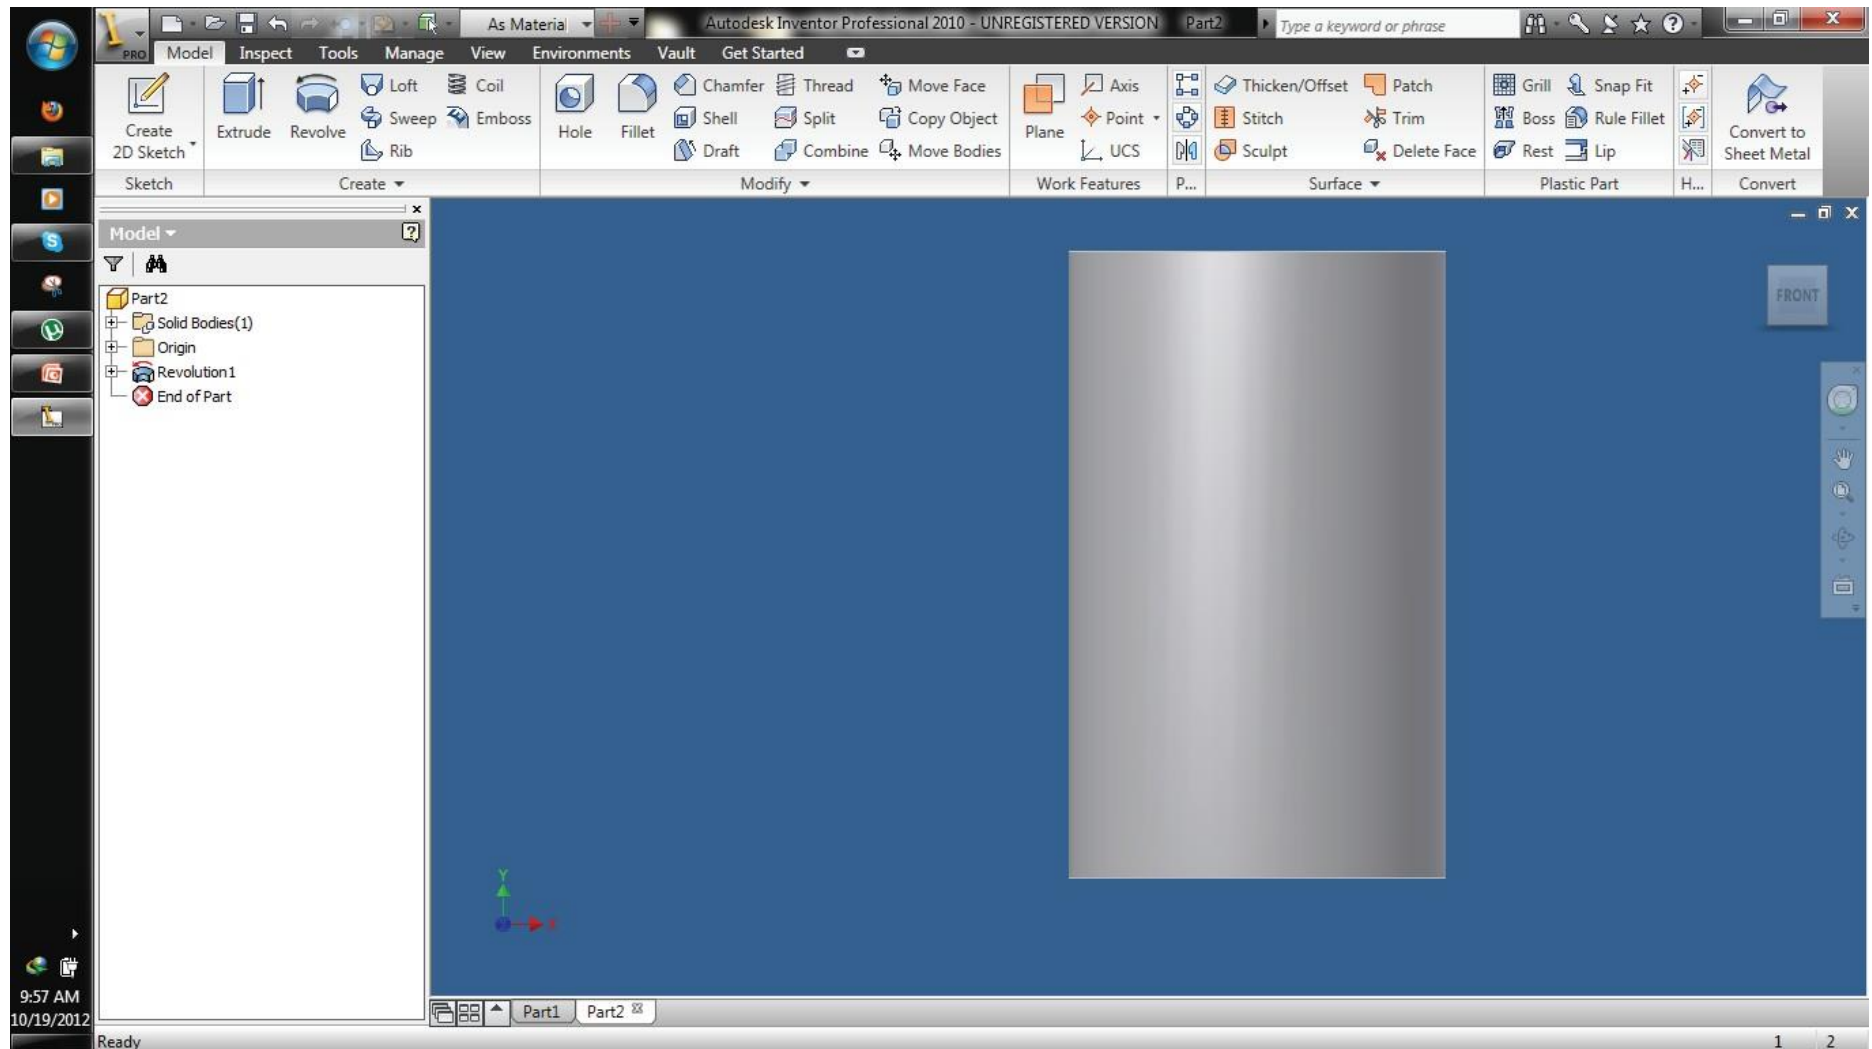 As Material
Autodesk Inventor Professional 2010 - UNREGISTERED VERSION Part2
Type a keyword or phrase
PRO Model Inspect Tools Manage View Environments Vault Get Started
Create 2D Sketch
Extrude
Revolve
Loft
Sweep
Rib
Coil
Emboss
Hole
Fillet
Chamfer
Shell
Draft
Thread
Split
Combine
Move Face
Copy Object
Move Bodies
Plane
Axis
Point
UCS
Thicken/Offset
Stitch
Sculpt
Patch
Trim
Delete Face
Grill
Boss
Rest
Snap Fit
Rule Fillet
Lip
Convert to
Sheet Metal
Sketch Create Modify Work Features P... Surface Plastic Part H... Convert
Model
Part2
Solid Bodies(1)
Origin
Revolution1
End of Part
FRONT
Y
X
Part1 Part2
9:57 AM
10/19/2012
Ready
1 2